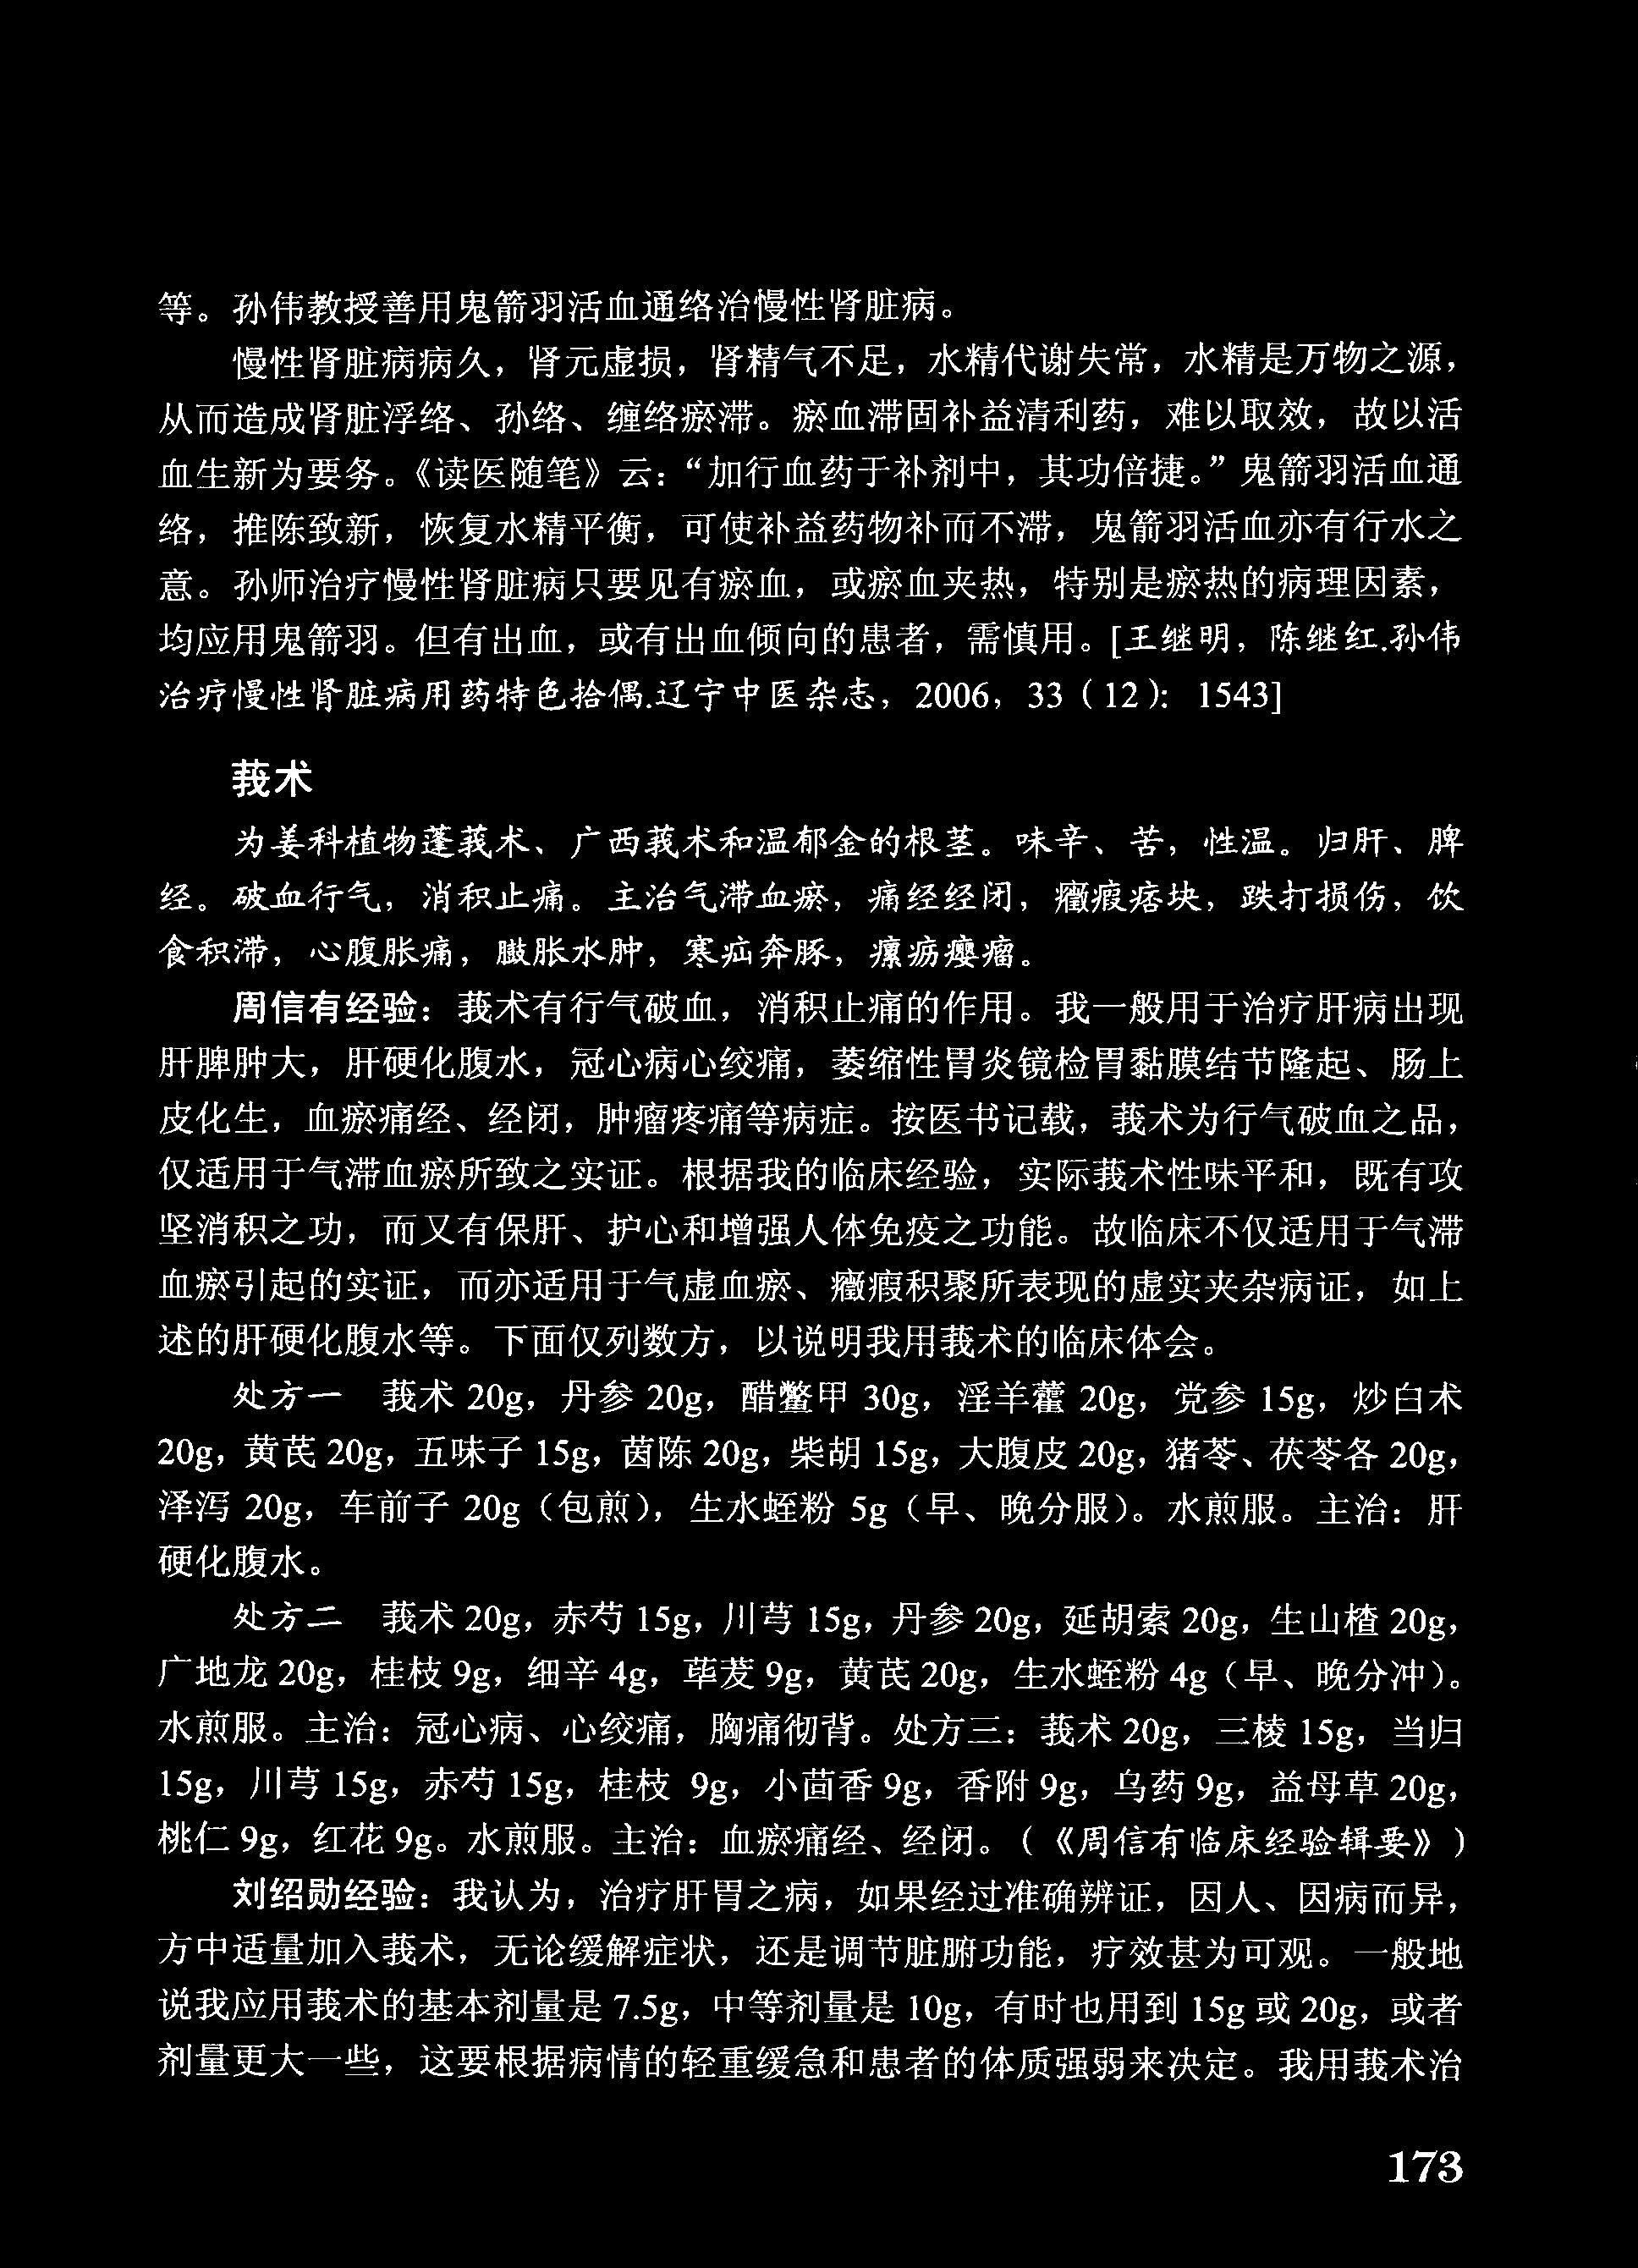 等。孙伟教授善用鬼箭羽活血通络治慢性肾脏病。
慢性肾脏病病久，肾元虚损，肾精气不足，水精代谢失常，水精是万物之源，
从而造成肾脏浮络、孙络、缠络瘀滞。瘀血滞固补益清利药，难以取效，故以活
血生新为要务。《读医随笔》云：“加行血药于补剂中，其功倍捷。”鬼箭羽活血通
络，推陈致新，恢复水精平衡，可使补益药物补而不滞，鬼箭羽活血亦有行水之
意。孙师治疗慢性肾脏病只要见有瘀血，或瘀血夹热，特别是瘀热的病理因素，
均应用鬼箭羽。但有出血，或有出血倾向的患者，需慎用。[王继明，陈继红.孙伟
治疗慢性肾脏病用药特色拾偶.辽宁中医杂志，2006，33（12）：1543]
莪术
为姜科植物蓬莪术、广西莪术和温郁金的根茎。味辛、苦，性温。归肝、脾
经。破血行气，消积止痛。主治气滞血瘀，痛经经闭，癥瘕痞块，跌打损伤，饮
食积滞，心腹胀痛，臌胀水肿，寒疝奔豚，瘰疬瘿瘤。
周信有经验：莪术有行气破血，消积止痛的作用。我一般用于治疗肝病出现
肝脾肿大，肝硬化腹水，冠心病心绞痛，萎缩性胃炎镜检胃黏膜结节隆起、肠上
皮化生，血瘀痛经、经闭，肿瘤疼痛等病症。按医书记载，莪术为行气破血之品，
仅适用于气滞血瘀所致之实证。根据我的临床经验，实际莪术性味平和，既有攻
坚消积之功，而又有保肝、护心和增强人体免疫之功能。故临床不仅适用于气滞
血瘀引起的实证，而亦适用于气虚血瘀、癥瘕积聚所表现的虚实夹杂病证，如上
述的肝硬化腹水等。下面仅列数方，以说明我用莪术的临床体会。
处方一　莪术 20g，丹参 20g，醋鳖甲 30g，淫羊藿 20g，党参 15g，炒白术
20g，黄芪 20g，五味子 15g，茵陈 20g，柴胡 15g，大腹皮 20g，猪苓、茯苓各 20g，
泽泻 20g，车前子 20g（包煎），生水蛭粉 5g（早、晚分服）。水煎服。主治：肝
硬化腹水。
处方二　莪术 20g，赤芍 15g，川芎 15g，丹参 20g，延胡索 20g，生山楂 20g，
广地龙 20g，桂枝 9g，细辛 4g，荜茇 9g，黄芪 20g，生水蛭粉 4g（早、晚分冲）。
水煎服。主治：冠心病、心绞痛，胸痛彻背。处方三：莪术 20g，三棱 15g，当归
15g，川芎 15g，赤芍 15g，桂枝 9g，小茴香 9g，香附 9g，乌药 9g，益母草 20g，
桃仁 9g，红花 9g。水煎服。主治：血瘀痛经、经闭。（《周信有临床经验辑要》）
刘绍勋经验：我认为，治疗肝胃之病，如果经过准确辨证，因人、因病而异，
方中适量加入莪术，无论缓解症状，还是调节脏腑功能，疗效甚为可观。一般地
说我应用莪术的基本剂量是 7.5g，中等剂量是 10g，有时也用到 15g 或 20g，或者
剂量更大一些，这要根据病情的轻重缓急和患者的体质强弱来决定。我用莪术治
173